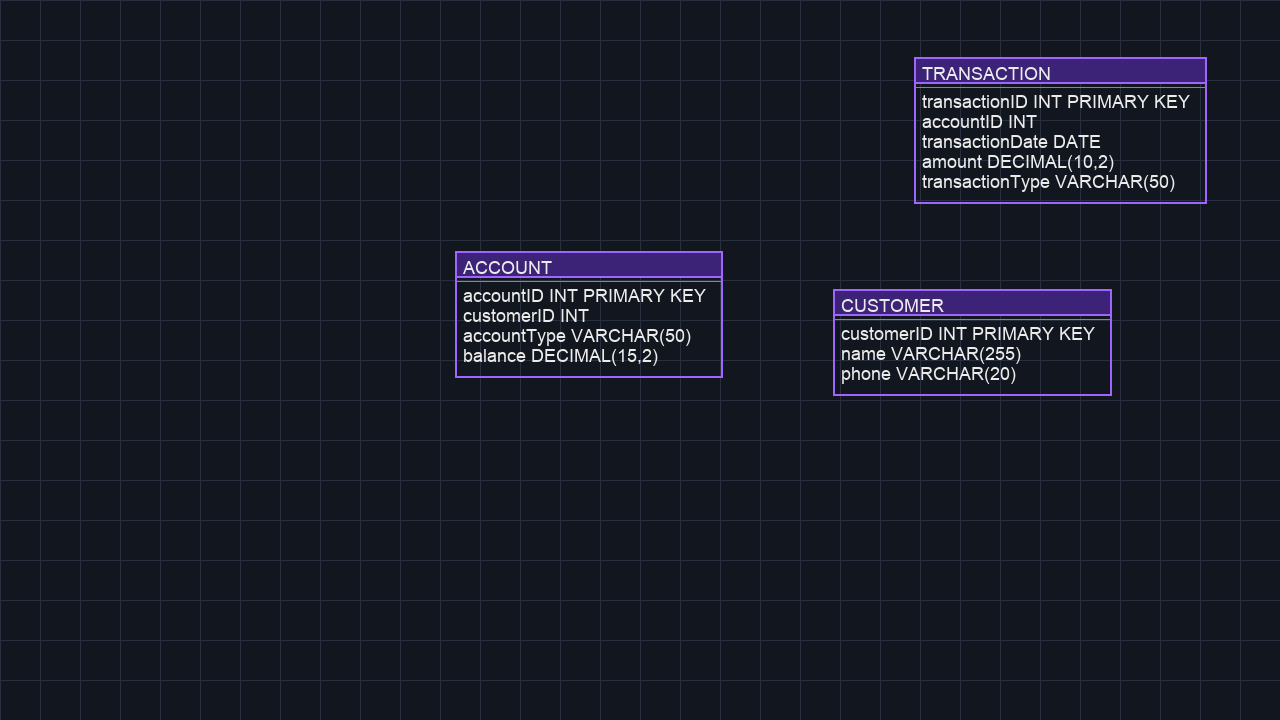 TRANSACTION
transactionID INT PRIMARY KEY
accountID INT
transactionDate DATE
amount DECIMAL(10,2)
transactionType VARCHAR(50)
ACCOUNT
accountID INT PRIMARY KEY
customerID INT
accountType VARCHAR(50)
balance DECIMAL(15,2)
CUSTOMER
customerID INT PRIMARY KEY
name VARCHAR(255)
phone VARCHAR(20)